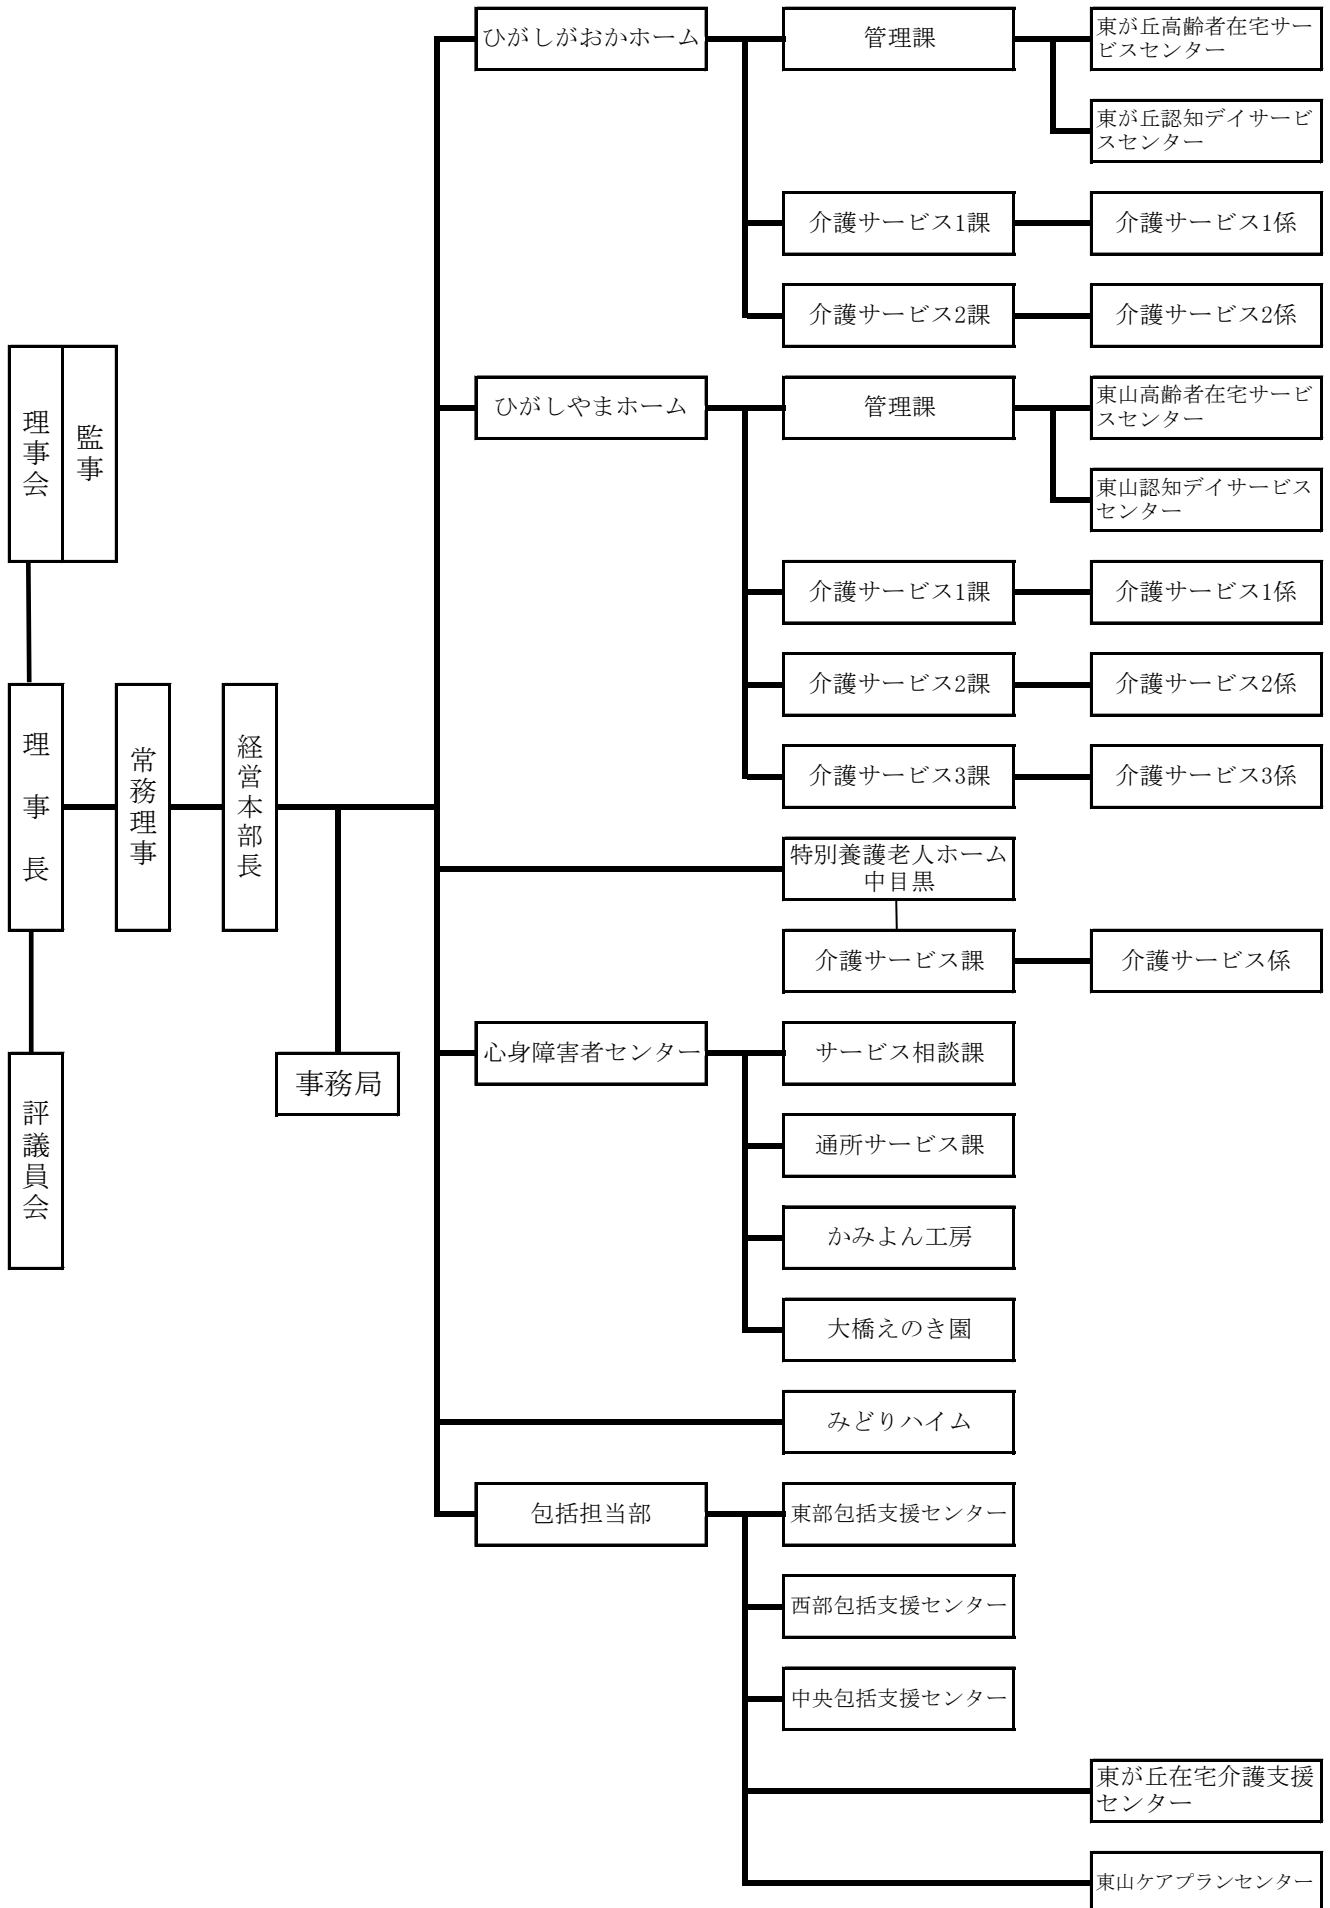 ひがしがおかホーム
管理課
東が丘高齢者在宅サー
ビスセンター
東が丘認知デイサービ
スセンター
介護サービス1課
介護サービス1係
介護サービス2課
介護サービス2係
理事会
監事
ひがしやまホーム
管理課
東山高齢者在宅サービ
スセンター
東山認知デイサービス
センター
介護サービス1課
介護サービス1係
介護サービス2課
介護サービス2係
介護サービス3課
介護サービス3係
理事長
常務理事
経営本部長
特別養護老人ホーム
中目黒
介護サービス課
介護サービス係
事務局
評議員会
心身障害者センター
サービス相談課
通所サービス課
かみよん工房
大橋えのき園
みどりハイム
包括担当部
東部包括支援センター
西部包括支援センター
中央包括支援センター
東が丘在宅介護支援
センター
東山ケアプランセンター